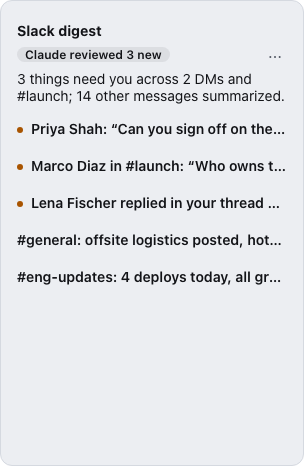 Slack digest
Claude reviewed 3 new
3 things need you across 2 DMs and
#launch; 14 other messages summarized.
Priya Shah: “Can you sign off on the...
Marco Diaz in #launch: “Who owns t...
Lena Fischer replied in your thread ...
#general: offsite logistics posted, hot...
#eng-updates: 4 deploys today, all gr...